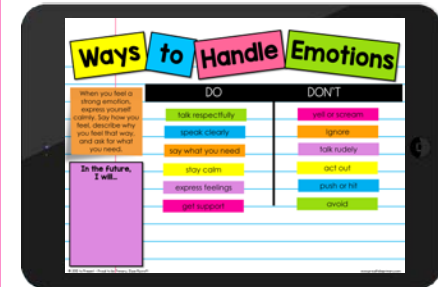 Ways to Handle Emotions
When you feel a
strong emotion,
express yourself
calmly. Say how you
feel, describe why
you feel that way,
and ask for what
you need.
In the future,
I will...
DO
talk respectfully
speak clearly
say what you need
stay calm
express feelings
get support
DON'T
yell or scream
Ignore
talk rudely
act out
push or hit
avoid